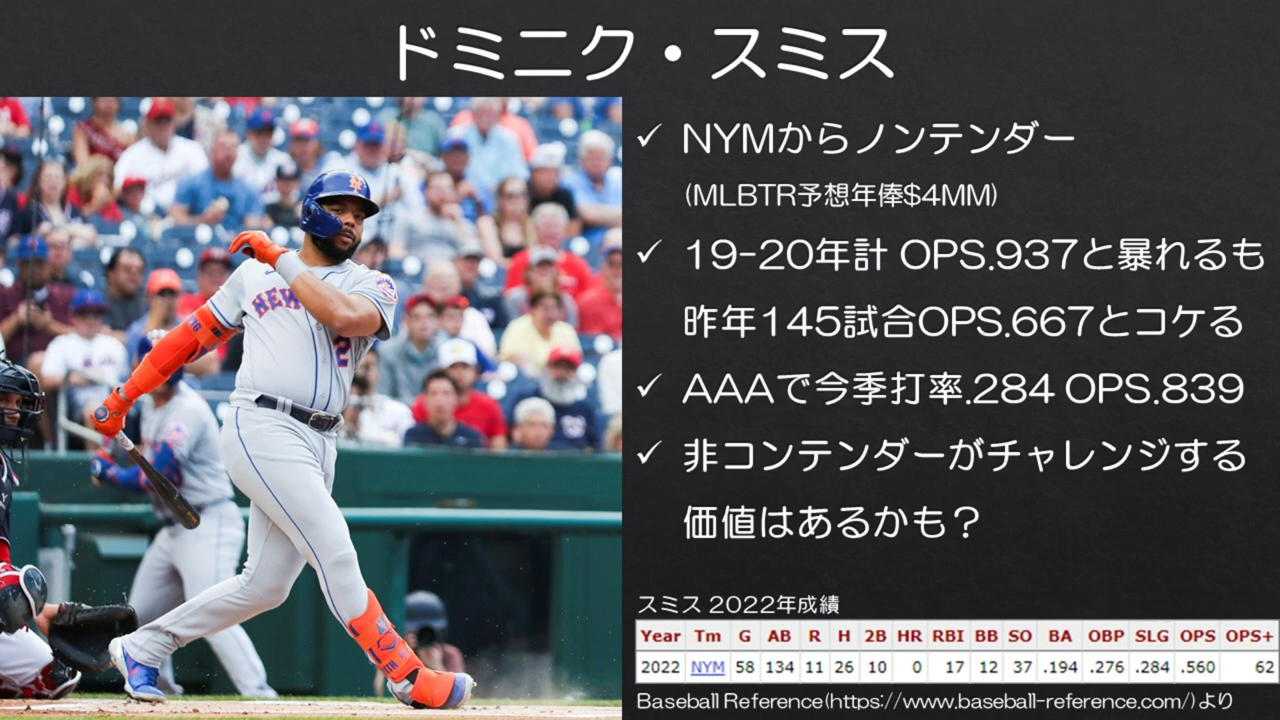 ドミニク・スミス
NEW
2
✓ NYMからノンテンダー
(MLBTR予想年俸$4MM)
✓ 19-20年計 OPS.937と暴れるも
昨年145試合OPS.667とコケる
✓ AAAで今季打率.284 OPS.839
✓ 非コンテンダーがチャレンジする
価値はあるかも？
スミス 2022年成績
Year Tm G AB R H 2B HR RBI BB SO BA OBP SLG OPS OPS+
2022 NYM 58 134 11 26 10 0 17 12 37 .194 .276 .284 .560 62
Baseball Reference(https://www.baseball-reference.com/)より